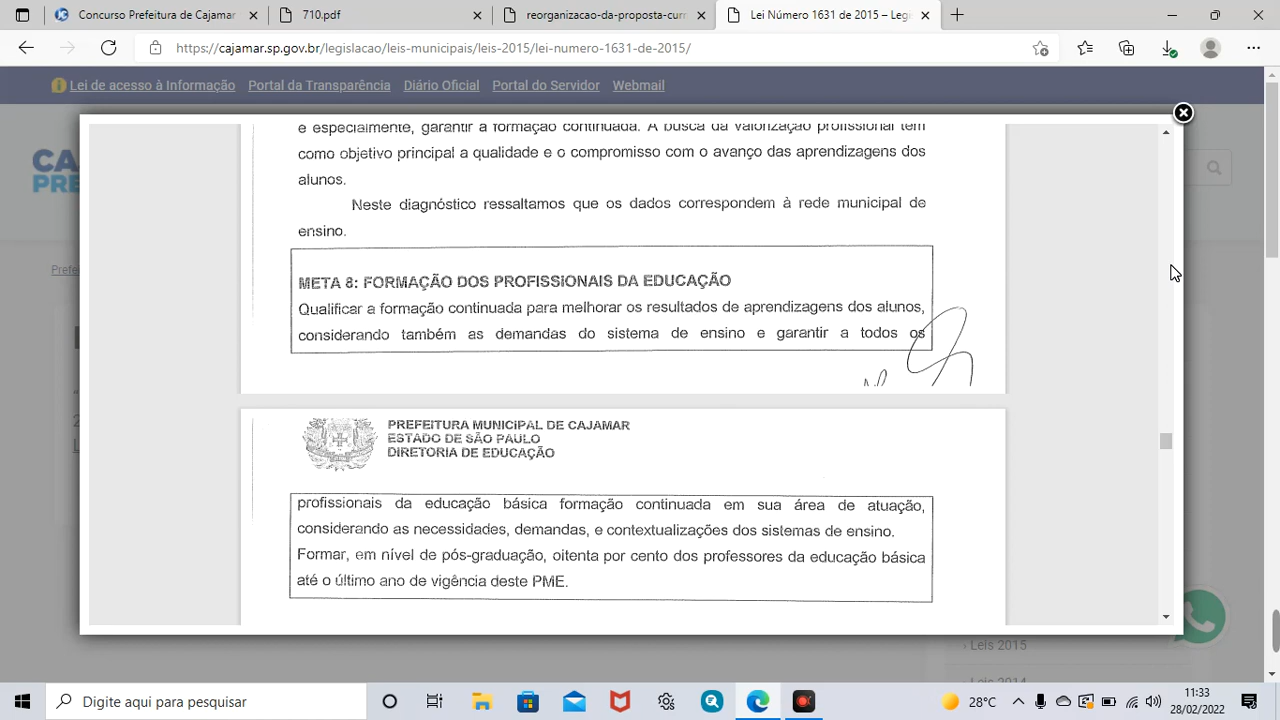 Concurso Prefeitura de Cajamar
710.pdf
reorganizacao-da-proposta-curr
Lei Número 1631 de 2015 – Lege
https://cajamar.sp.gov.br/legislacao/leis-municipais/leis-2015/lei-numero-1631-de-2015/
Lei de acesso à Informação Portal da Transparência Diário Oficial Portal do Servidor Webmail
e especialmente, garantir a formação continuada. A busca da valorização profissional tem
como objetivo principal a qualidade e o compromisso com o avanço das aprendizagens dos
alunos.
Neste diagnóstico ressaltamos que os dados correspondem à rede municipal de
ensino.
META 8: FORMAÇÃO DOS PROFISSIONAIS DA EDUCAÇÃO
Qualificar a formação continuada para melhorar os resultados de aprendizagens dos alunos,
considerando também as demandas do sistema de ensino e garantir a todos os
PREFEITURA MUNICIPAL DE CAJAMAR
ESTADO DE SÃO PAULO
DIRETORIA DE EDUCAÇÃO
profissionais da educação básica formação continuada em sua área de atuação,
considerando as necessidades, demandas, e contextualizações dos sistemas de ensino.
Formar, em nível de pós-graduação, oitenta por cento dos professores da educação básica
até o último ano de vigência deste PME.
› Leis 2015
› Leis 2014
Digite aqui para pesquisar
28°C
11:33
28/02/2022